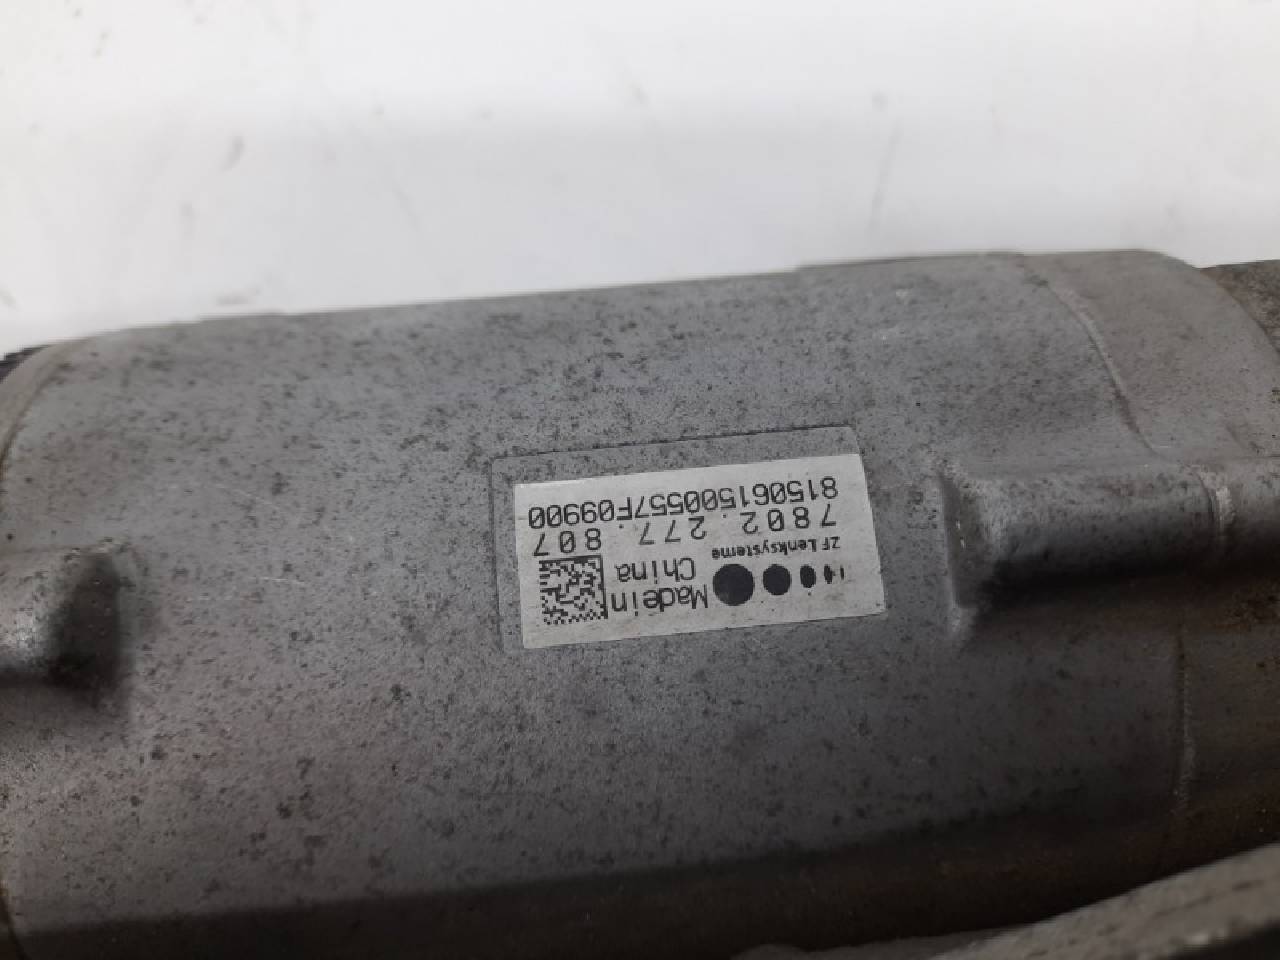 Made in
China
ZF Lenksysteme
7802. 277. 807
815061500557F09900